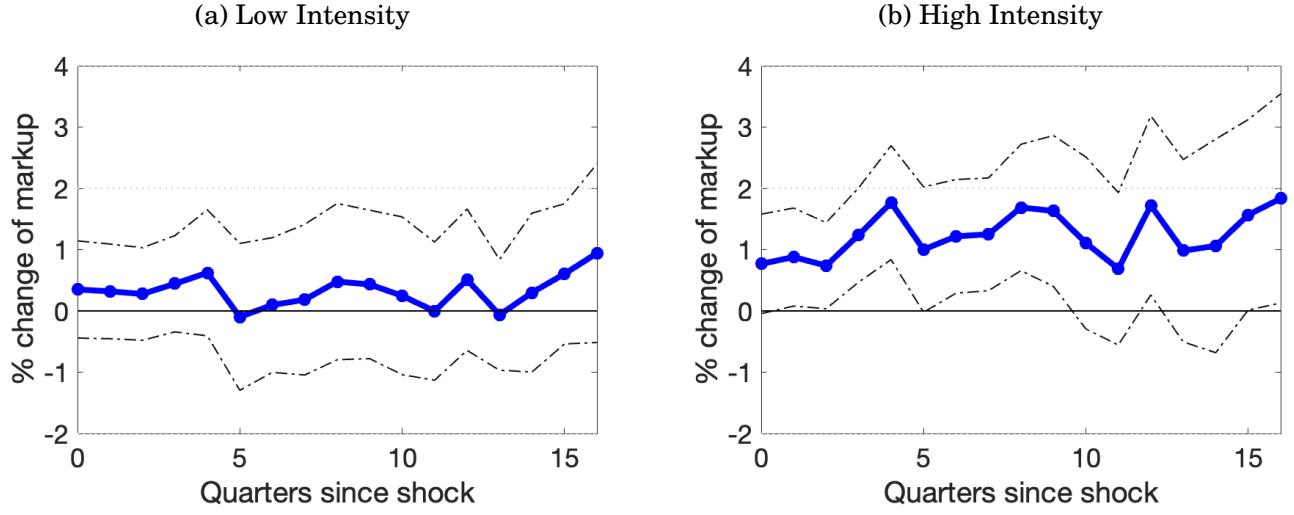 (a) Low Intensity
4
3
2
1
0
-1
-2
% change of markup
0 5 10 15
Quarters since shock
(b) High Intensity
4
3
2
1
0
-1
-2
% change of markup
0 5 10 15
Quarters since shock